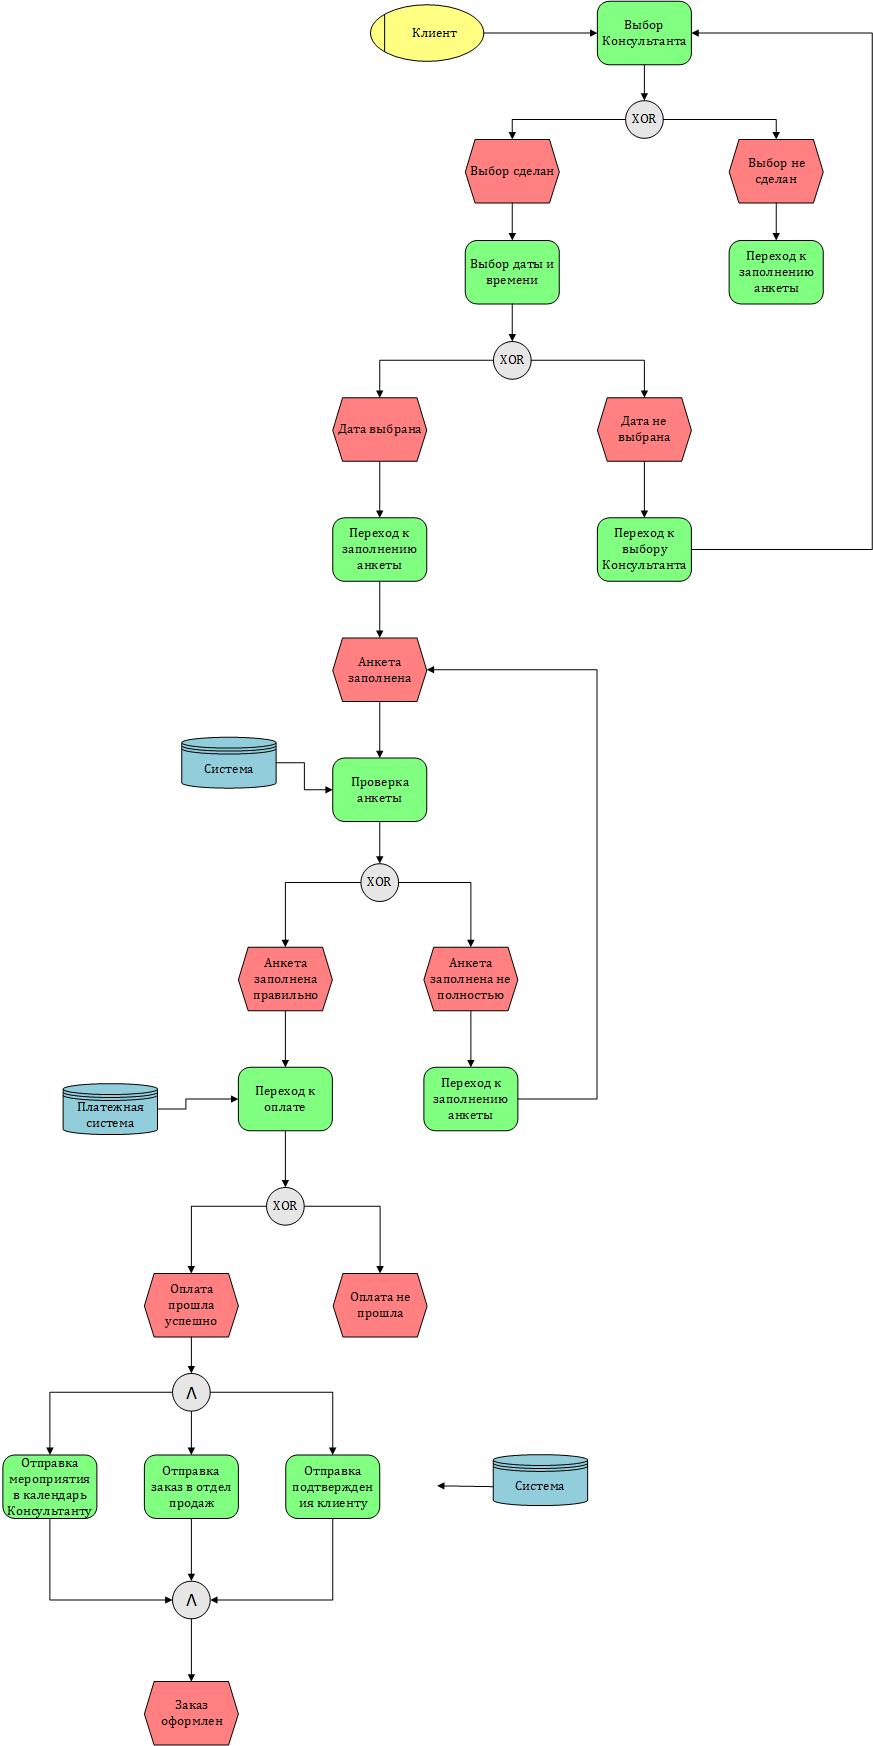 Клиент
Выбор
Консультанта
XOR
Выбор сделан
Выбор не
сделан
Выбор даты и
времени
Переход к
заполнению
анкеты
XOR
Дата выбрана
Дата не
выбрана
Переход к
заполнению
анкеты
Переход к
выбору
Консультанта
Анкета
заполнена
Система
Проверка
анкеты
XOR
Анкета
заполнена
правильно
Анкета
заполнена не
полностью
Платежная
система
Переход к
оплате
Переход к
заполнению
анкеты
XOR
Оплата
прошла
успешно
Оплата не
прошла
Λ
Отправка
мероприятия
в календарь
Консультанту
Отправка
заказ в отдел
продаж
Отправка
подтвержден
ия клиенту
Система
Λ
Заказ
оформлен